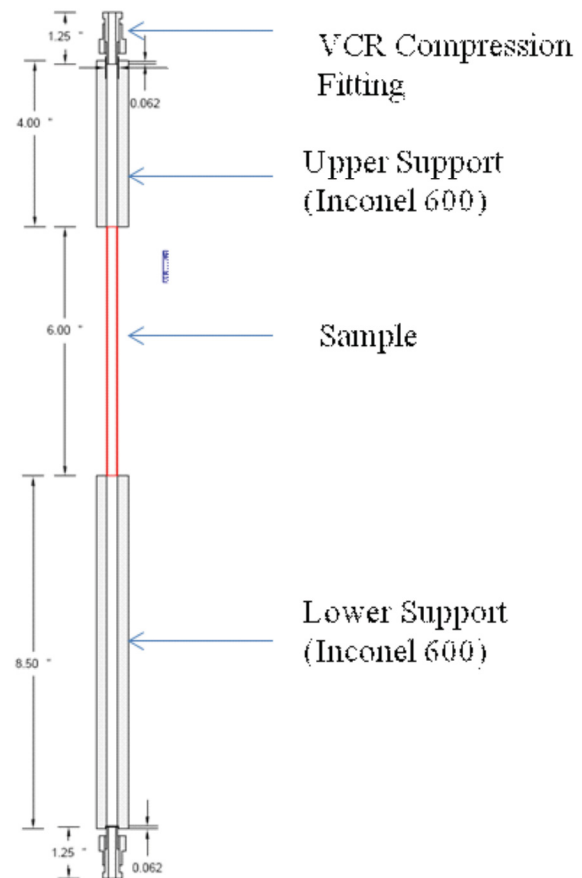 1.25 "
VCR Compression
Fitting
0.062
4.00 "
Upper Support
(Inconel 600)
6.00 "
Sample
8.50 "
Lower Support
(Inconel 600)
1.25 "
0.062